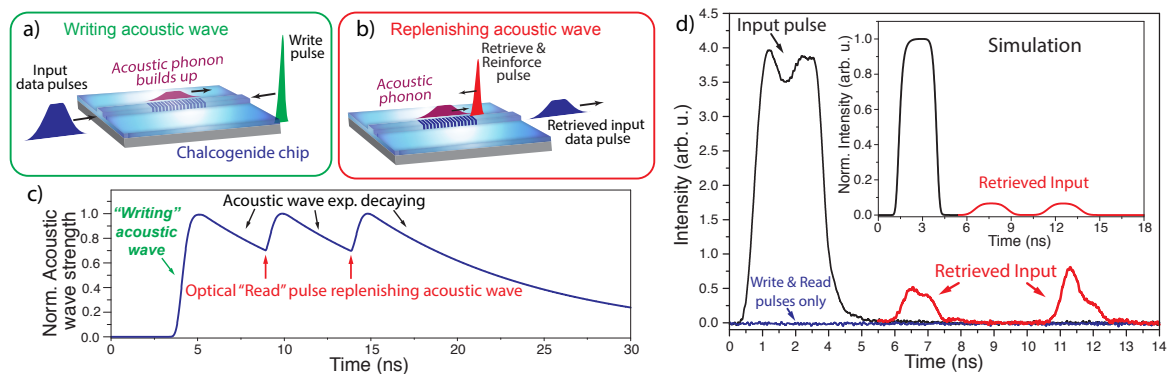 a) Writing acoustic wave
Input
data pulses
Acoustic phonon
builds up
Write
pulse
Chalcogenide chip
b) Replenishing acoustic wave
Retrieve &
Reinforce
pulse
Acoustic
phonon
Retrieved input
data pulse
c)
Norm. Acoustic
wave strength
1.0
0.8
0.6
0.4
0.2
0.0
"Writing"
acoustic
wave
Acoustic wave exp. decaying
Optical "Read" pulse replenishing acoustic wave
0 5 10 15 20 25 30
Time (ns)
d)
Intensity (arb. u.)
4.5
4.0
3.5
3.0
2.5
2.0
1.5
1.0
0.5
0.0
Input pulse
Write & Read
pulses only
Retrieved Input
0 1 2 3 4 5 6 7 8 9 10 11 12 13 14
Time (ns)
Simulation
Norm. Intensity (arb. u.)
1.0
0.8
0.6
0.4
0.2
0.0
Retrieved Input
0 3 6 9 12 15 18
Time (ns)